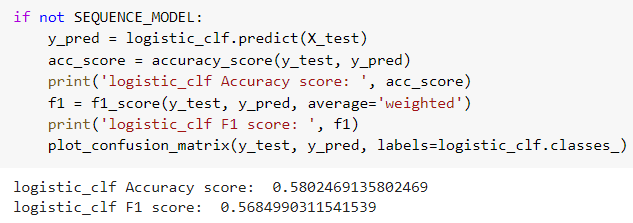 if not SEQUENCE_MODEL:
    y_pred = logistic_clf.predict(X_test)
    acc_score = accuracy_score(y_test, y_pred)
    print('logistic_clf Accuracy score: ', acc_score)
    f1 = f1_score(y_test, y_pred, average='weighted')
    print('logistic_clf F1 score: ', f1)
    plot_confusion_matrix(y_test, y_pred, labels=logistic_clf.classes_)
logistic_clf Accuracy score:  0.5802469135802469
logistic_clf F1 score:  0.5684990311541539